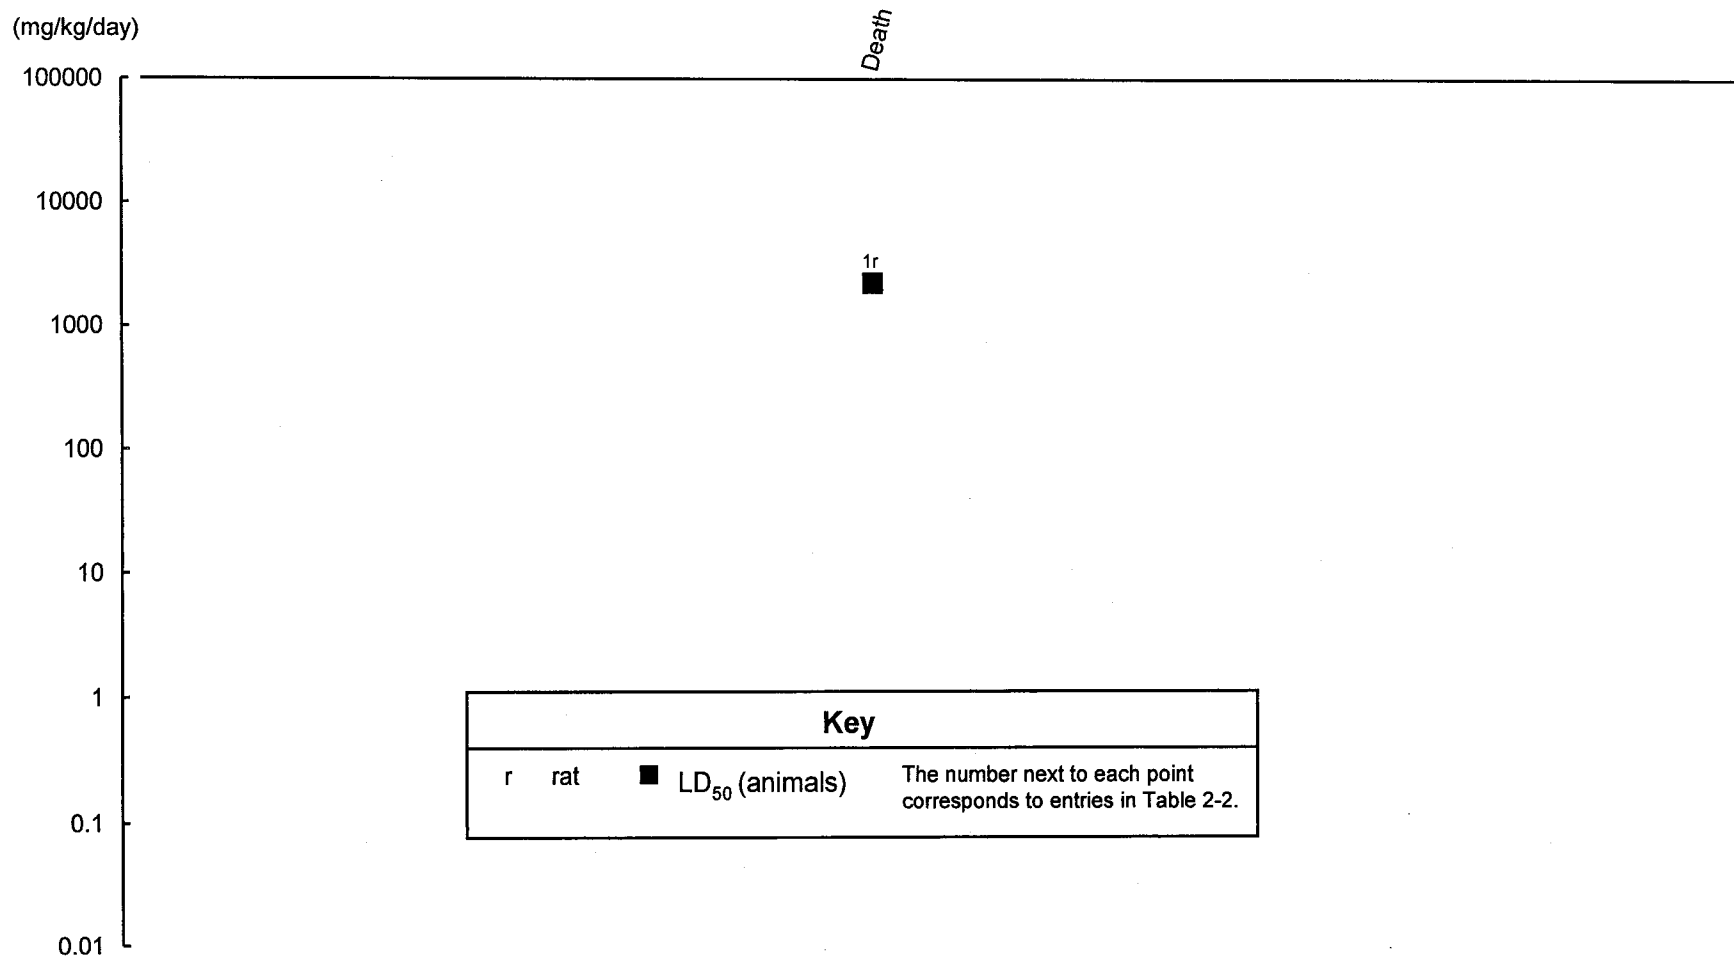 (mg/kg/day)
Death
100000
10000
1r
1000
100
10
1
Key
r rat ■ LD₅₀ (animals) The number next to each point
corresponds to entries in Table 2-2.
0.1
0.01